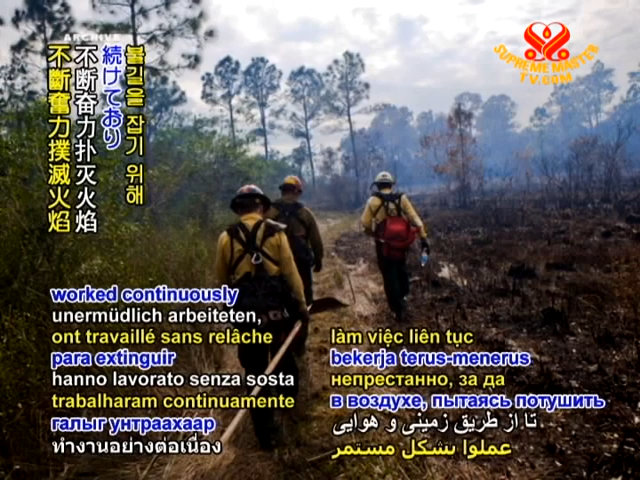 ARCHIVE
SUPREME MASTER
TV.COM
불길을 잡기 위해
続けており
不断奋力扑灭火焰
不斷奮力撲滅火焰
worked continuously
unermüdlich arbeiteten,
ont travaillé sans relâche
para extinguir
hanno lavorato senza sosta
trabalharam continuamente
галыг унтраахаар
ทำงานอย่างต่อเนื่อง
làm việc liên tục
bekerja terus-menerus
непрестанно, за да
в воздухе, пытаясь потушить
تا از طریق زمینی و هوایی
عملوا بشكل مستمر